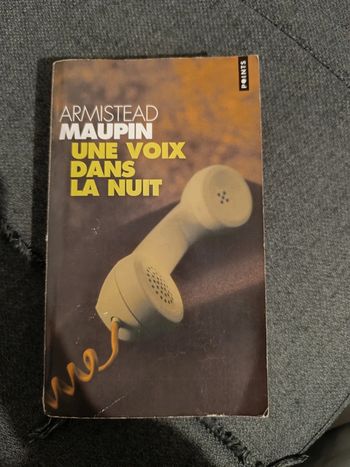 POINTS
ARMISTEAD
MAUPIN
UNE VOIX
DANS
LA NUIT